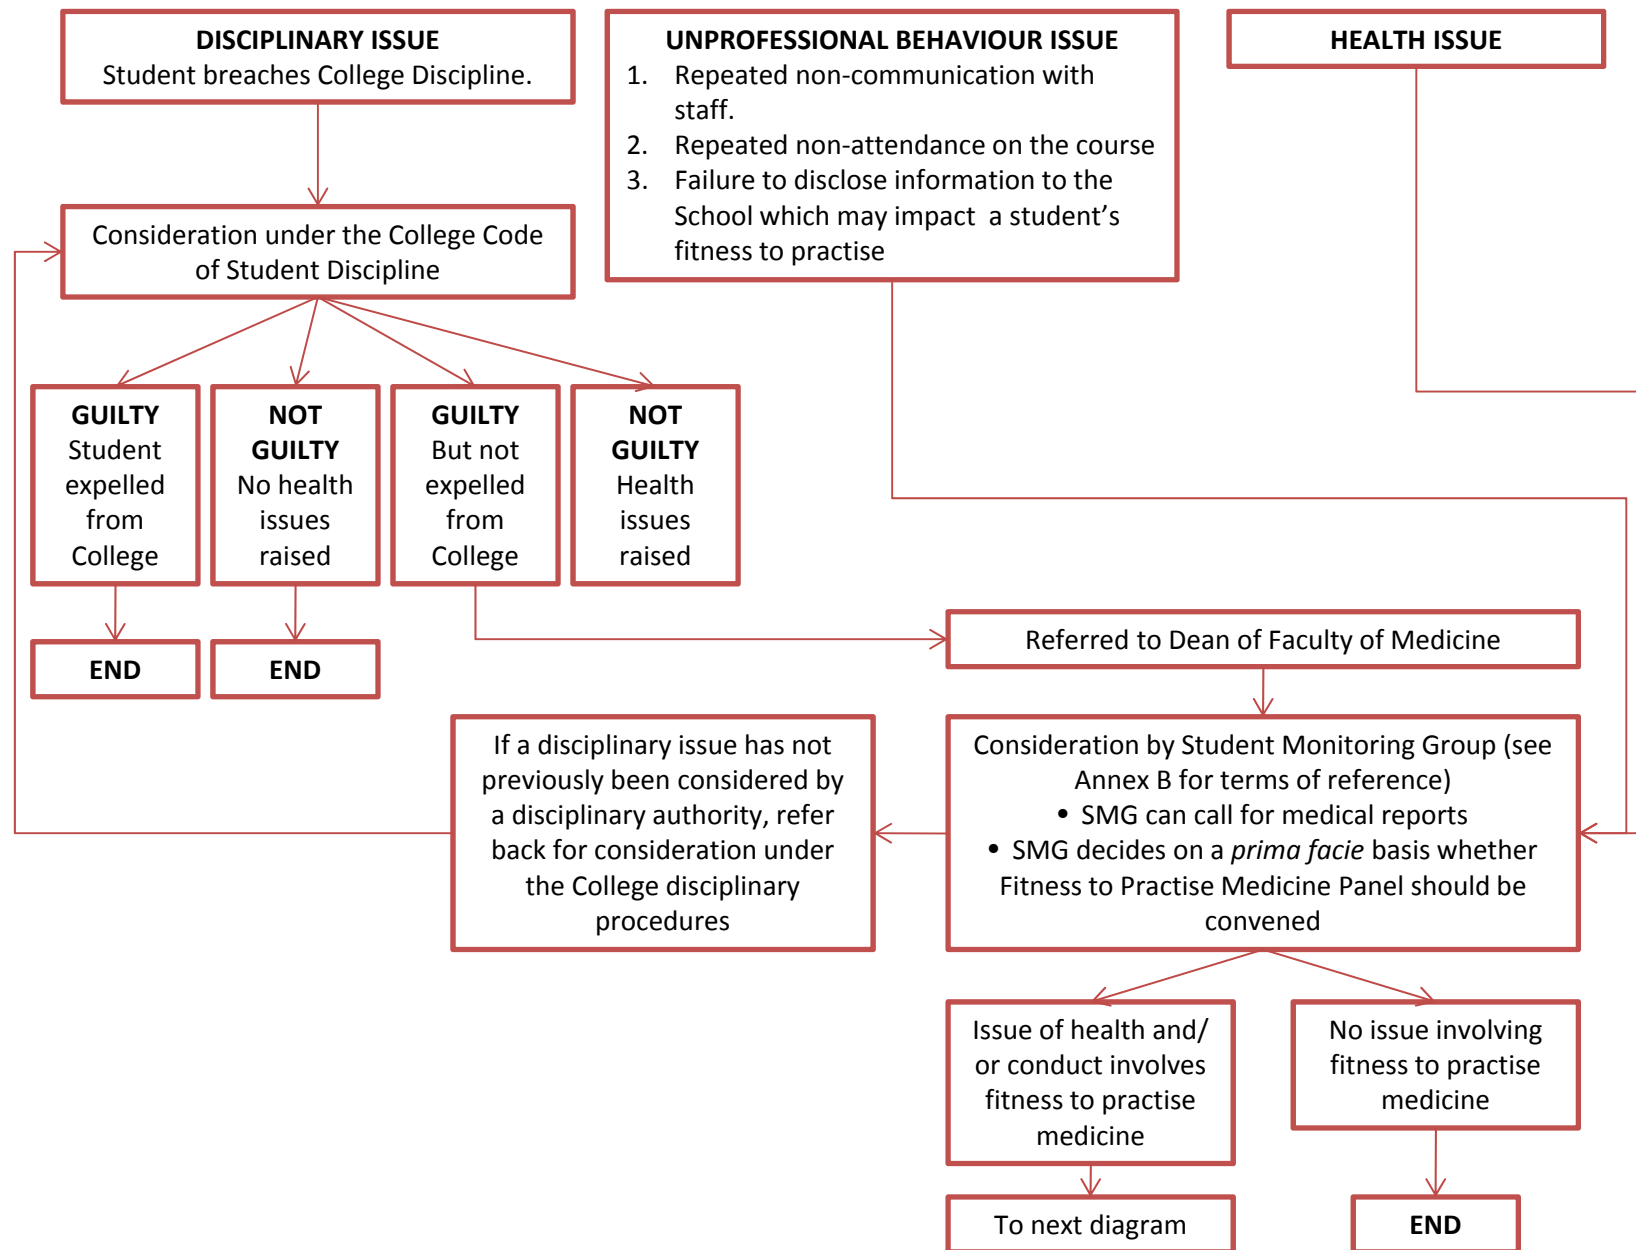 DISCIPLINARY ISSUE
Student breaches College Discipline.
UNPROFESSIONAL BEHAVIOUR ISSUE
1. Repeated non-communication with
staff.
2. Repeated non-attendance on the course
3. Failure to disclose information to the
School which may impact  a student’s
fitness to practise
HEALTH ISSUE
Consideration under the College Code
of Student Discipline
GUILTY
Student
expelled
from
College
NOT
GUILTY
No health
issues
raised
GUILTY
But not
expelled
from
College
NOT
GUILTY
Health
issues
raised
END
END
Referred to Dean of Faculty of Medicine
If a disciplinary issue has not
previously been considered by
a disciplinary authority, refer
back for consideration under
the College disciplinary
procedures
Consideration by Student Monitoring Group (see
Annex B for terms of reference)
• SMG can call for medical reports
• SMG decides on a prima facie basis whether
Fitness to Practise Medicine Panel should be
convened
Issue of health and/
or conduct involves
fitness to practise
medicine
No issue involving
fitness to practise
medicine
To next diagram
END